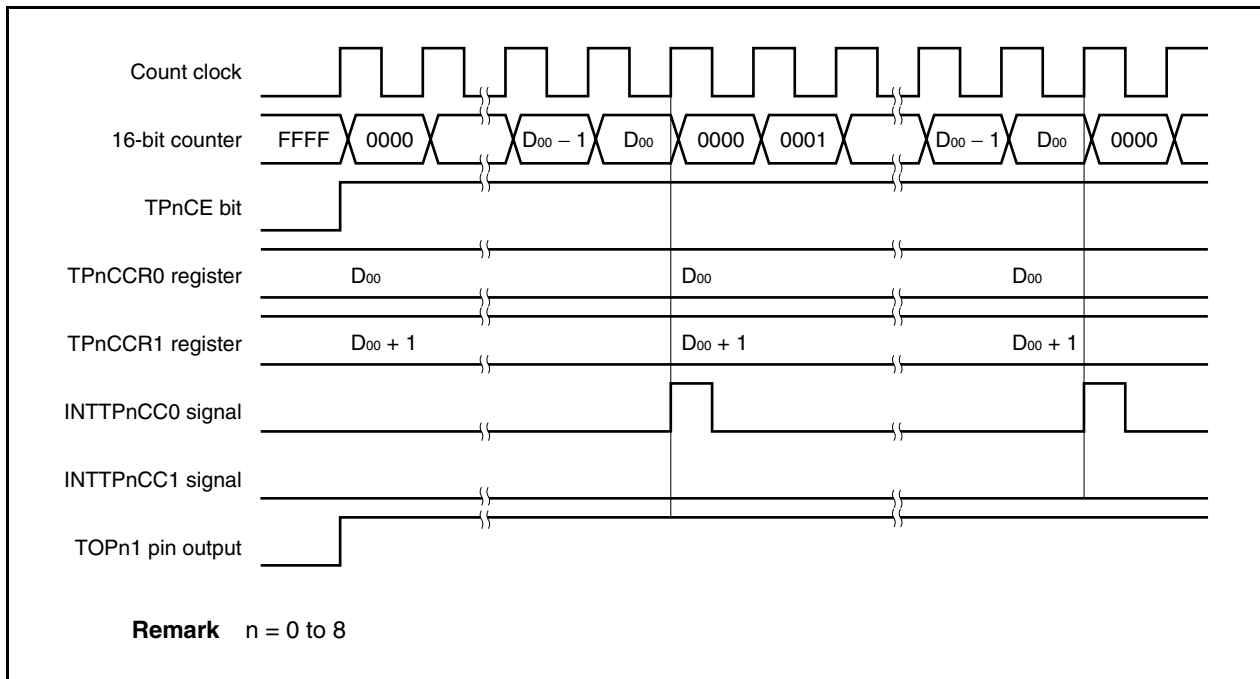 Count clock
16-bit counter FFFF 0000 D00 − 1 D00 0000 0001 D00 − 1 D00 0000
TPnCE bit
TPnCCR0 register D00 D00 D00
TPnCCR1 register D00 + 1 D00 + 1 D00 + 1
INTTPnCC0 signal
INTTPnCC1 signal
TOPn1 pin output
Remark n = 0 to 8